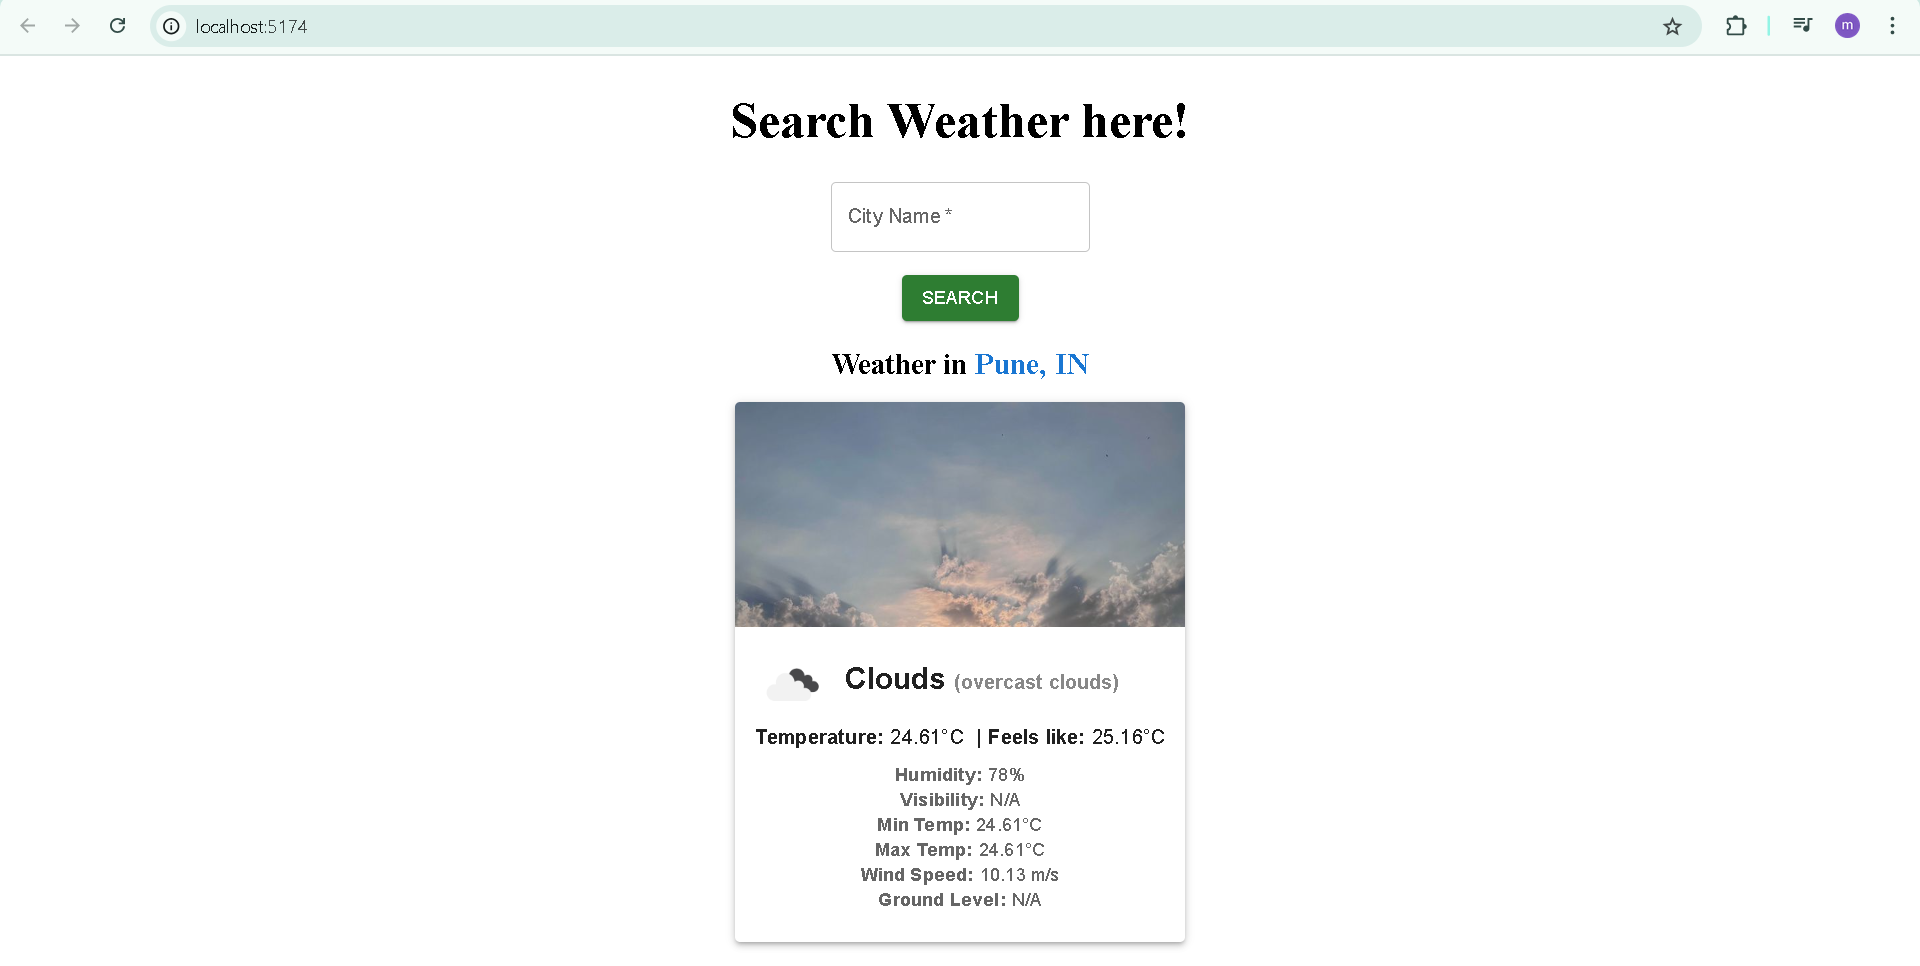 localhost:5174
m
Search Weather here!
City Name *
SEARCH
Weather in Pune, IN
Clouds (overcast clouds)
Temperature: 24.61°C | Feels like: 25.16°C
Humidity: 78%
Visibility: N/A
Min Temp: 24.61°C
Max Temp: 24.61°C
Wind Speed: 10.13 m/s
Ground Level: N/A